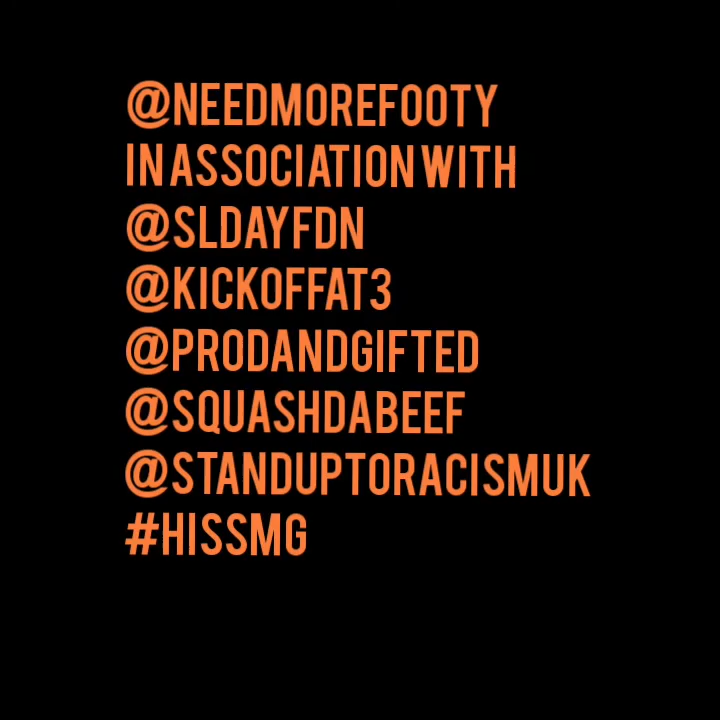 @NEEDMOREFOOTY
IN ASSOCIATION WITH
@SLDAYFDN
@KICKOFFAT3
@PRODANDGIFTED
@SQUASHDABEEF
@STANDUPTORACISMUK
#HISSMG